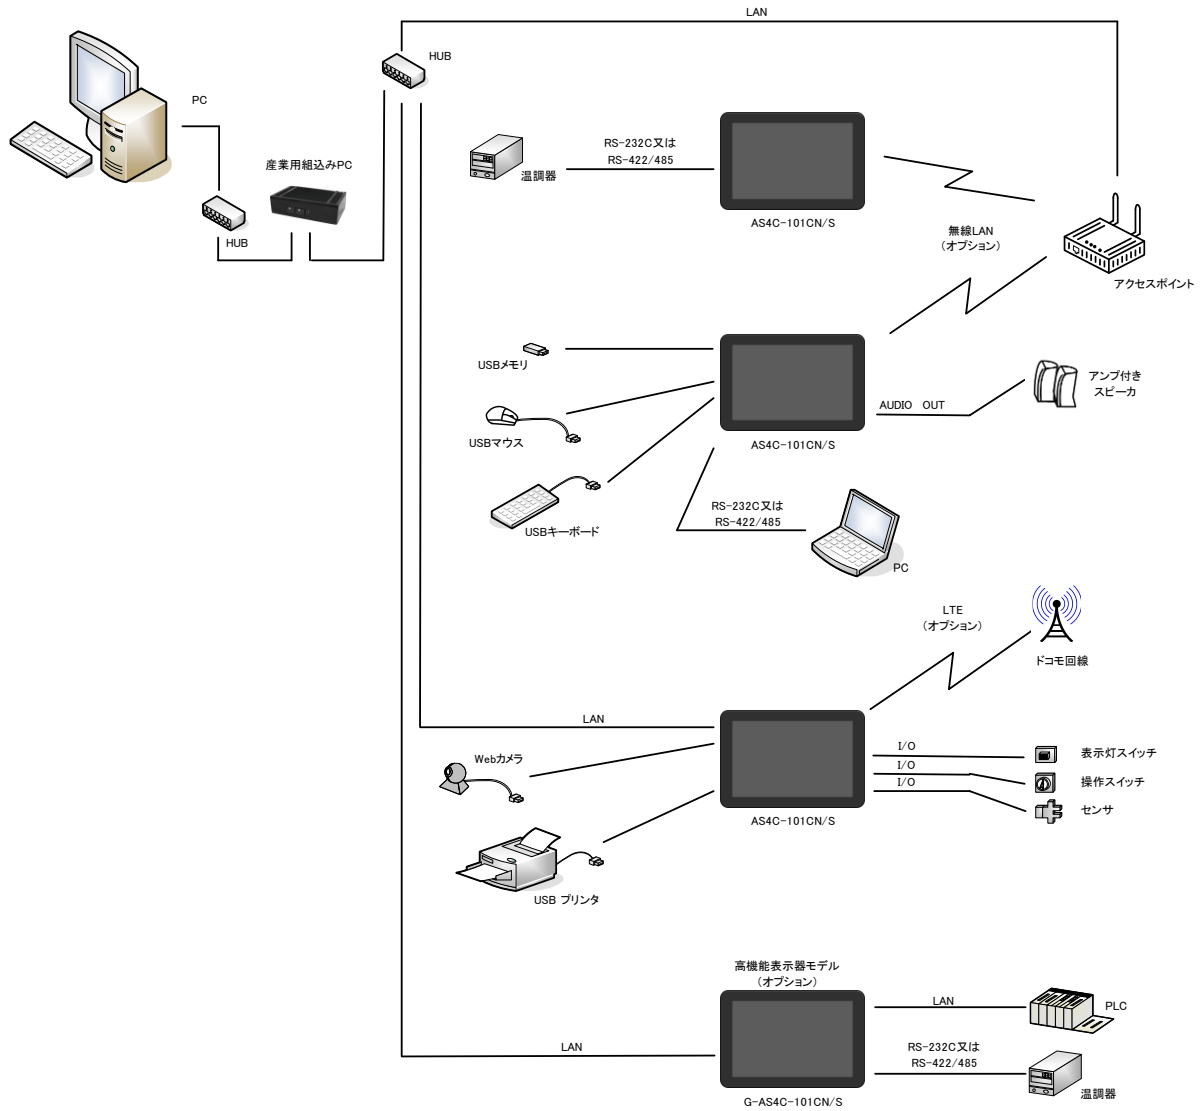 LAN
HUB
PC
産業用組込みPC
HUB
RS-232C又は
RS-422/485
温調器
AS4C-101CN/S
無線LAN
(オプション)
アクセスポイント
USBメモリ
USBマウス
USBキーボード
AS4C-101CN/S
AUDIO OUT
アンプ付き
スピーカ
RS-232C又は
RS-422/485
PC
LTE
(オプション)
ドコモ回線
LAN
Webカメラ
USB プリンタ
AS4C-101CN/S
I/O
表示灯スイッチ
I/O
操作スイッチ
I/O
センサ
高機能表示器モデル
(オプション)
LAN
G-AS4C-101CN/S
LAN
PLC
RS-232C又は
RS-422/485
温調器